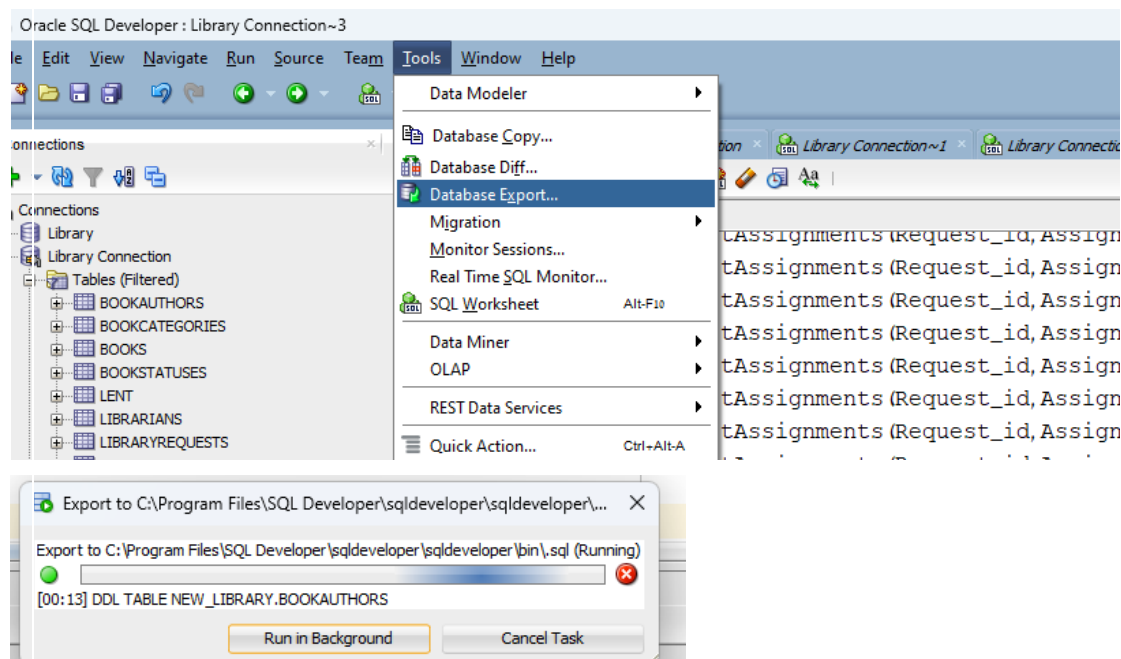 Oracle SQL Developer : Library Connection~3
le Edit View Navigate Run Source Team Tools Window Help
SQL
Data Modeler
Database Copy...
Database Diff...
Database Export...
Migration
Monitor Sessions...
Real Time SQL Monitor...
SQL Worksheet Alt-F10
Data Miner
OLAP
REST Data Services
Quick Action... Ctrl+Alt-A
onnections
Connections
Library
Library Connection
Tables (Filtered)
BOOKAUTHORS
BOOKCATEGORIES
BOOKS
BOOKSTATUSES
LENT
LIBRARIANS
LIBRARYREQUESTS
tion Library Connection~1 Library Connectio
tAssignments (Request_id, Assign
tAssignments (Request_id, Assign
tAssignments (Request_id, Assign
tAssignments (Request_id, Assign
tAssignments (Request_id, Assign
tAssignments (Request_id, Assign
tAssignments (Request_id, Assign
Export to C:\Program Files\SQL Developer\sqldeveloper\sqldeveloper\...
Export to C:\Program Files\SQL Developer\sqldeveloper\sqldeveloper\bin\.sql (Running)
[00:13] DDL TABLE NEW_LIBRARY.BOOKAUTHORS
Run in Background Cancel Task